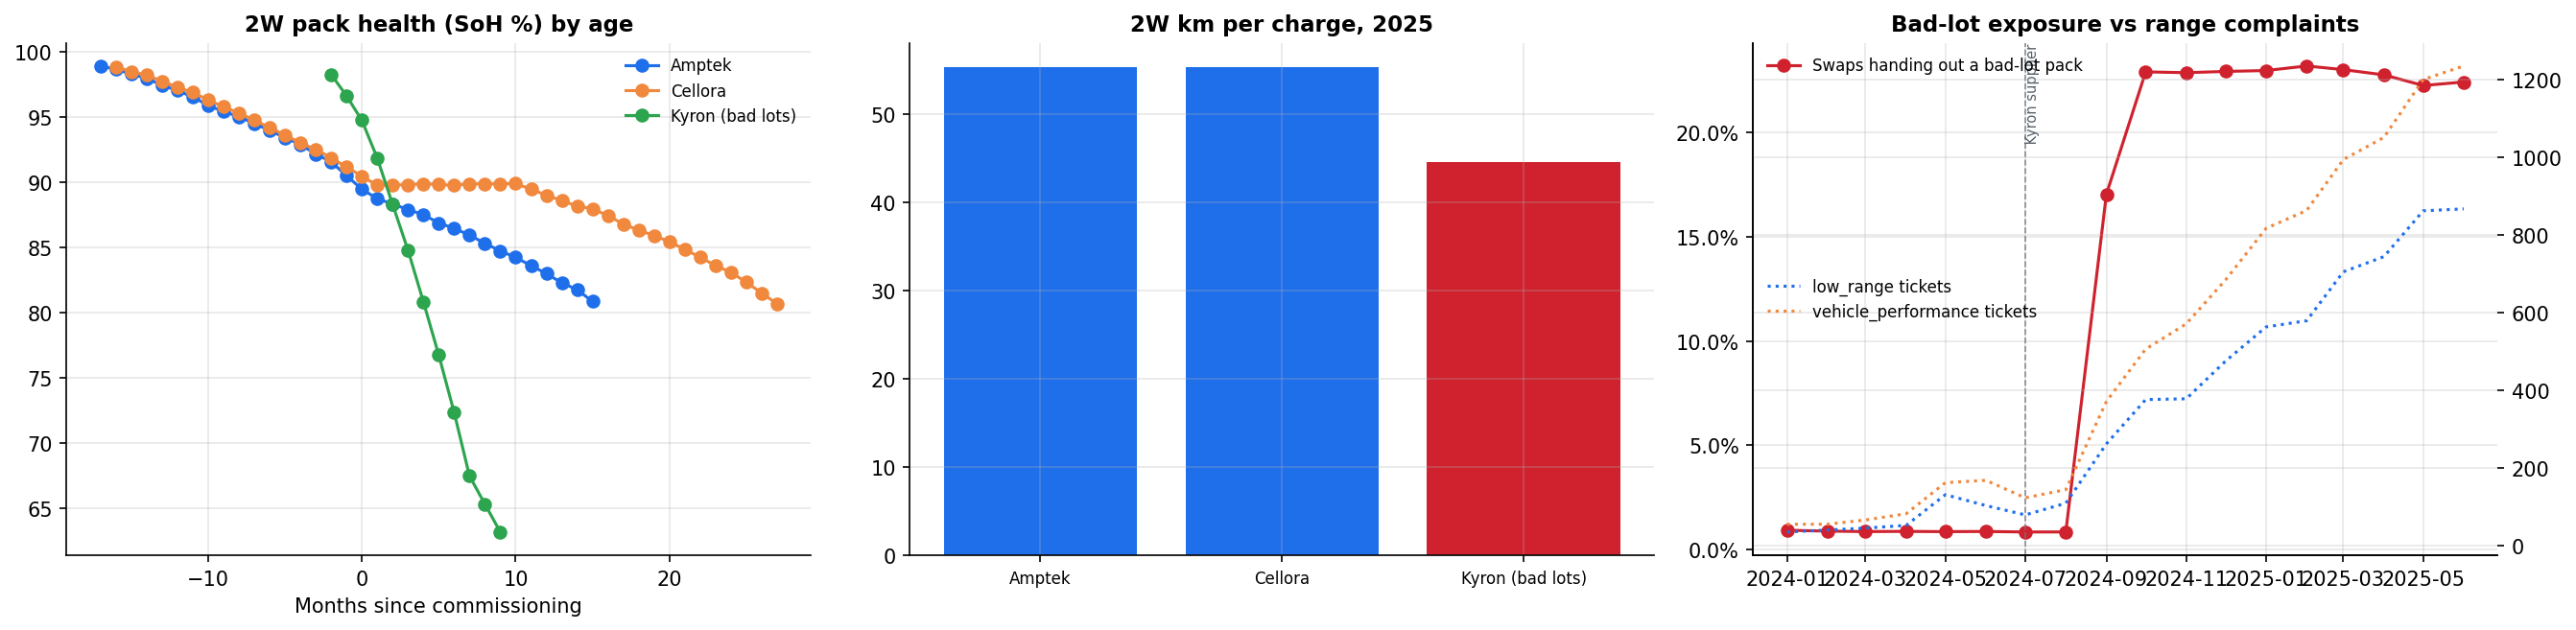 2W pack health (SoH %) by age
100
95
90
85
80
75
70
65
Amptek
Cellora
Kyron (bad lots)
−10
0
10
20
Months since commissioning
2W km per charge, 2025
50
40
30
20
10
0
Amptek
Cellora
Kyron (bad lots)
Bad-lot exposure vs range complaints
Swaps handing out a bad-lot pack
Kyron supplier
20.0%
15.0%
10.0%
5.0%
0.0%
low_range tickets
vehicle_performance tickets
1200
1000
800
600
400
200
0
2024-01
2024-03
2024-05
2024-07
2024-09
2024-11
2025-01
2025-03
2025-05